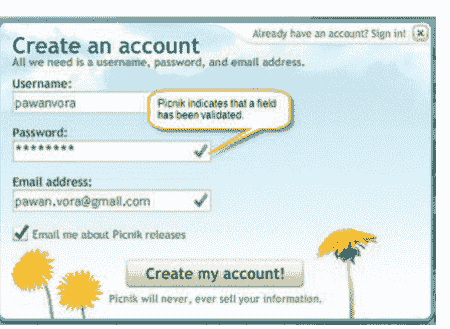 Already have an account? Sign in!
Create an account
All we need is a username, password, and email address.
Username:
pawanvora
Picnik indicates that a field
has been validated.
Password:
********
Email address:
pawan.vora@gmail.com
Email me about Picnik releases
Create my account!
Picnik will never, ever sell your information.